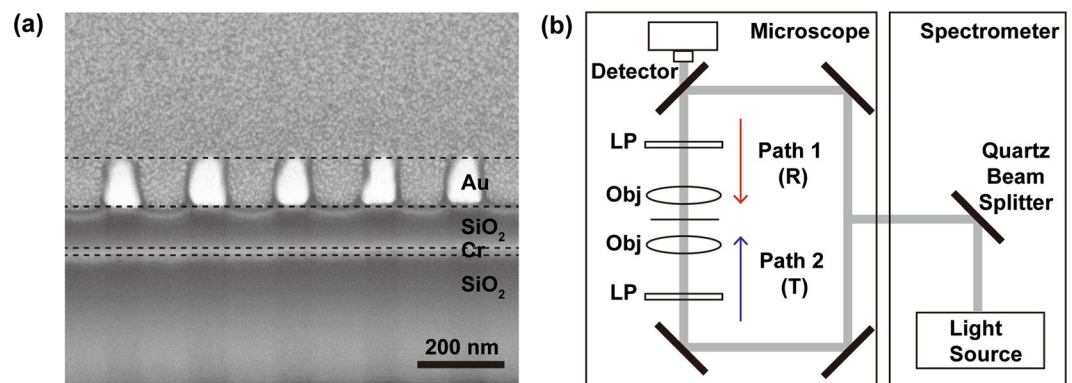 (a)
Au
SiO₂
Cr
SiO₂
200 nm
(b)
Microscope
Detector
LP
Path 1
(R)
Obj
Obj
Path 2
(T)
LP
Spectrometer
Quartz
Beam
Splitter
Light
Source